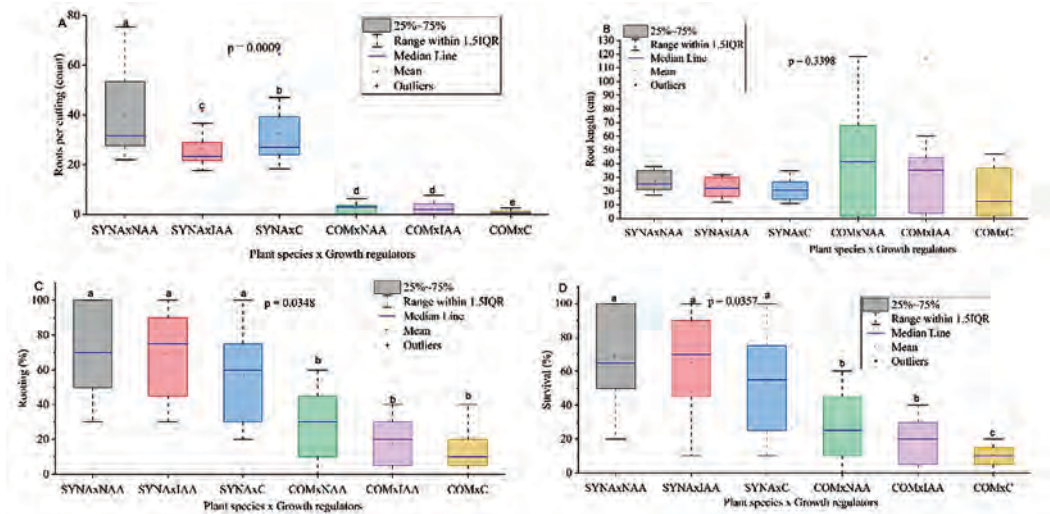 A
a
80
60
40
20
0
Roots per cutting (count)
p = 0.0009
c
b
d
d
e
25%~75%
Range within 1.5IQR
Median Line
Mean
Outliers
SYNAxNAA SYNAxIAA SYNAxC COMxNAA COMxIAA COMxC
Plant species x Growth regulators
B
130
120
110
100
90
80
70
60
50
40
30
20
10
0
Root length (cm)
25%~75%
Range within 1.5IQR
Median Line
Mean
Outliers
p = 0.3398
SYNAxNAA SYNAxIAA SYNAxC COMxNAA COMxIAA COMxC
Plant species x Growth regulators
C
100
80
60
40
20
0
Rooting (%)
a
a
a
b
b
b
p = 0.0348
25%~75%
Range within 1.5IQR
Median Line
Mean
Outliers
SYNAxNAA SYNAxIAA SYNAxC COMxNAA COMxIAA COMxC
Plant species x Growth regulators
D
100
80
60
40
20
0
Survival (%)
a
a
a
b
b
c
p = 0.0357
25%~75%
Range within 1.5IQR
Median Line
Mean
Outliers
SYNAxNAA SYNAxIAA SYNAxC COMxNAA COMxIAA COMxC
Plant species x Growth regulators